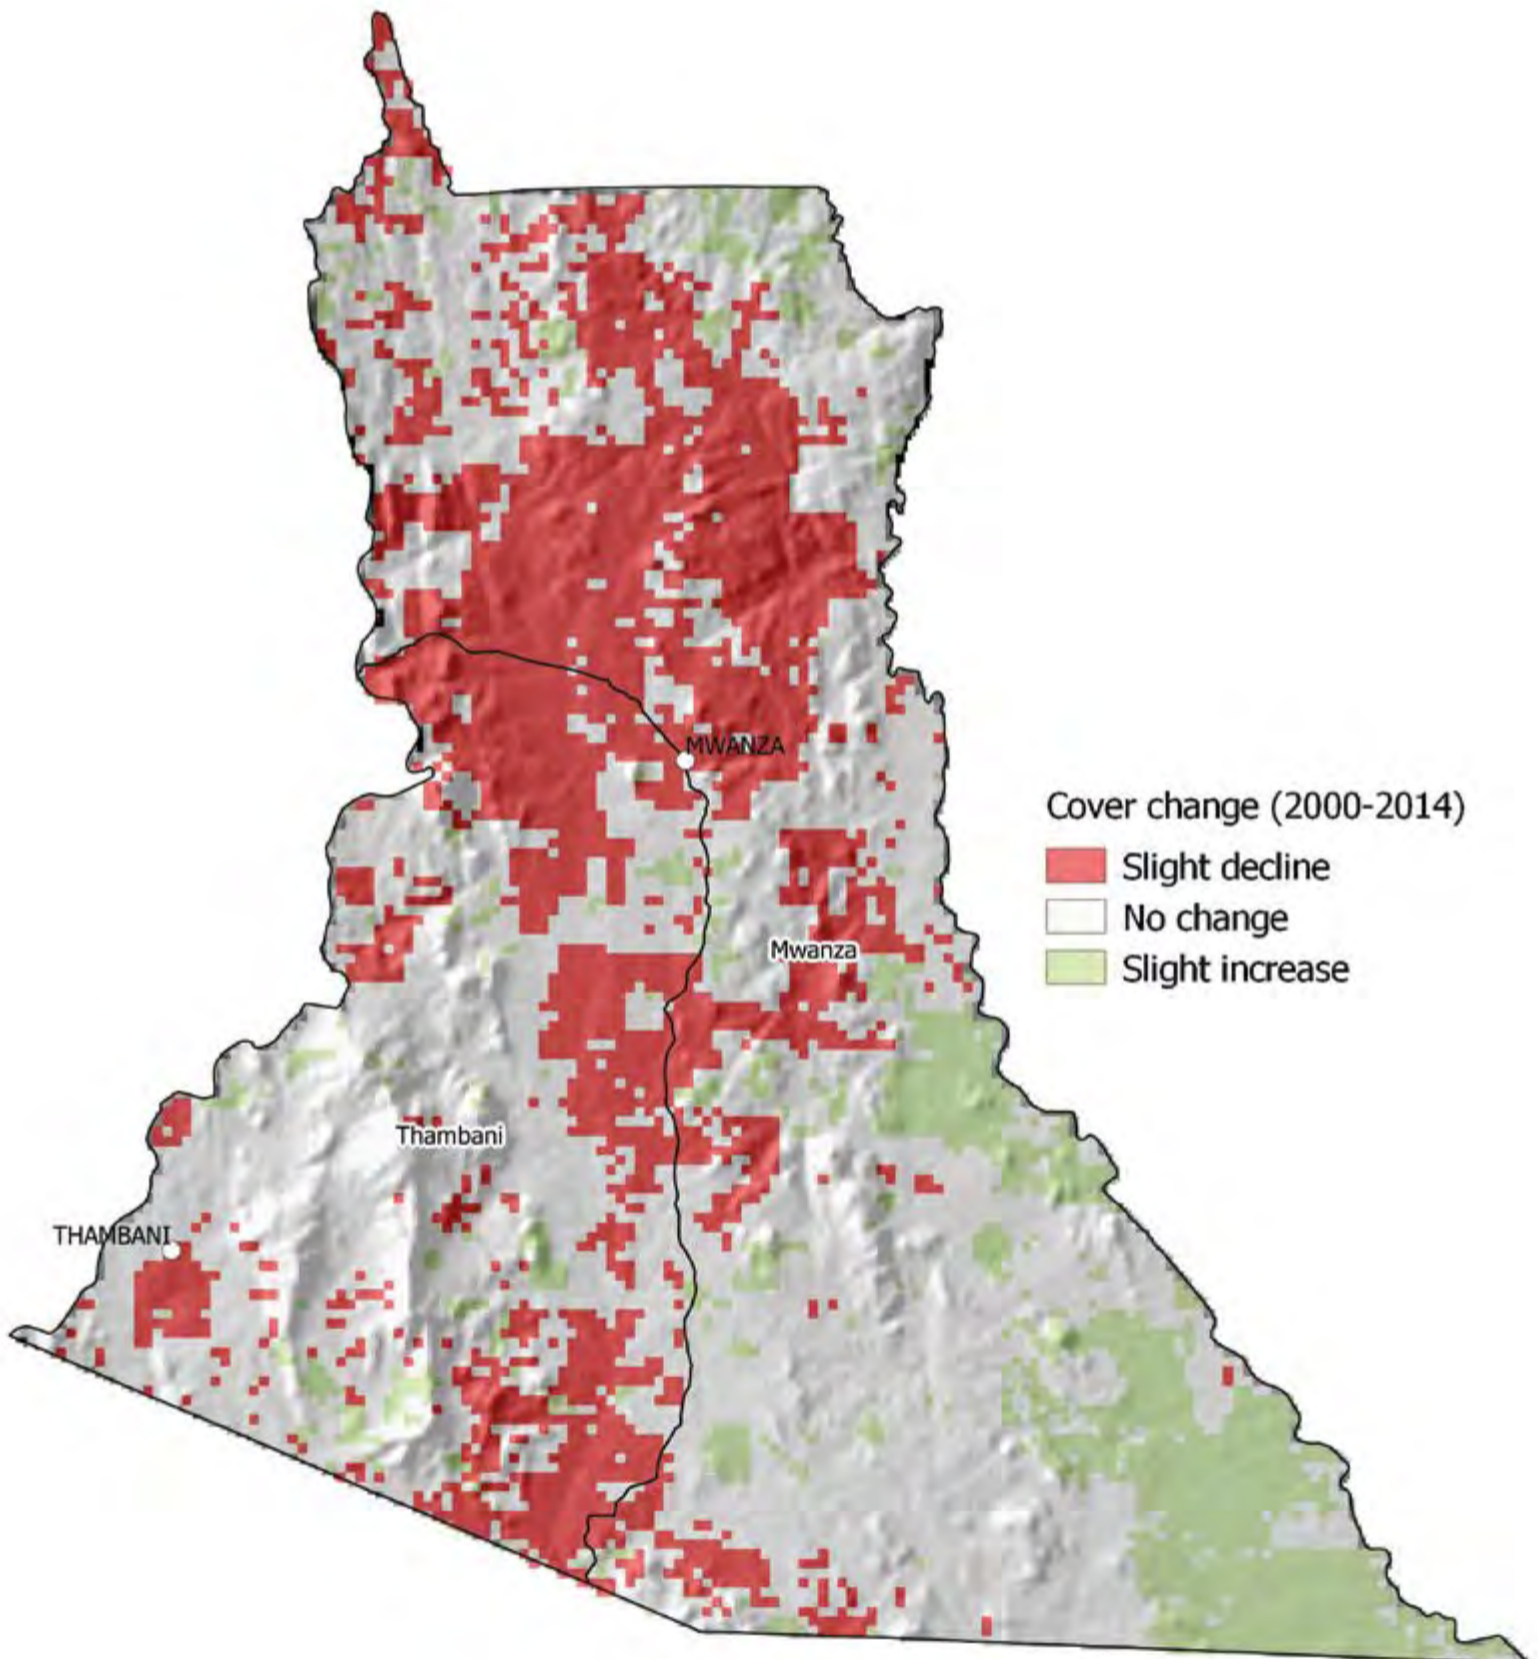 MWANZA
Cover change (2000-2014)
Slight decline
No change
Slight increase
Mwanza
Thambani
THAMBANI